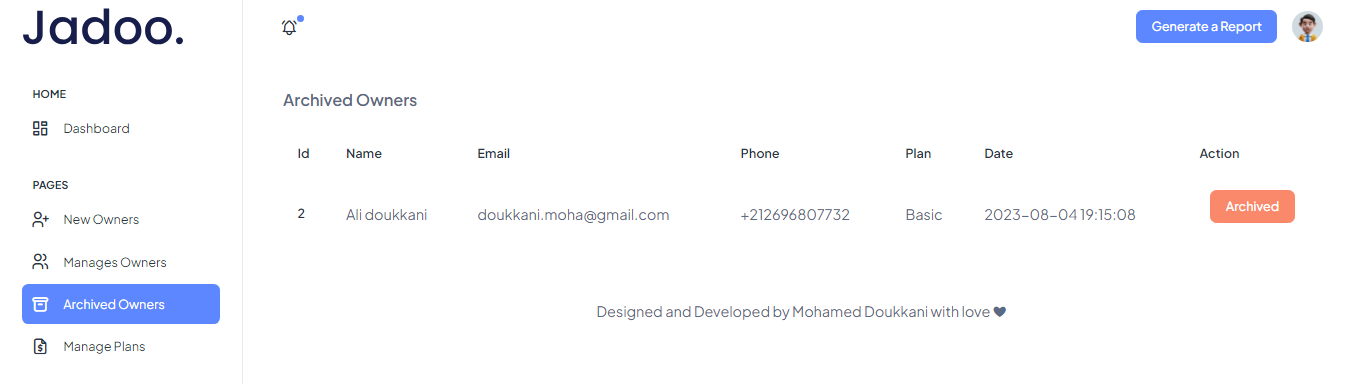 Jadoo.
Generate a Report
HOME
Dashboard
PAGES
New Owners
Manages Owners
Archived Owners
Manage Plans
Archived Owners
Id Name Email Phone Plan Date Action
2 Ali doukkani doukkani.moha@gmail.com +212696807732 Basic 2023-08-04 19:15:08 Archived
Designed and Developed by Mohamed Doukkani with love